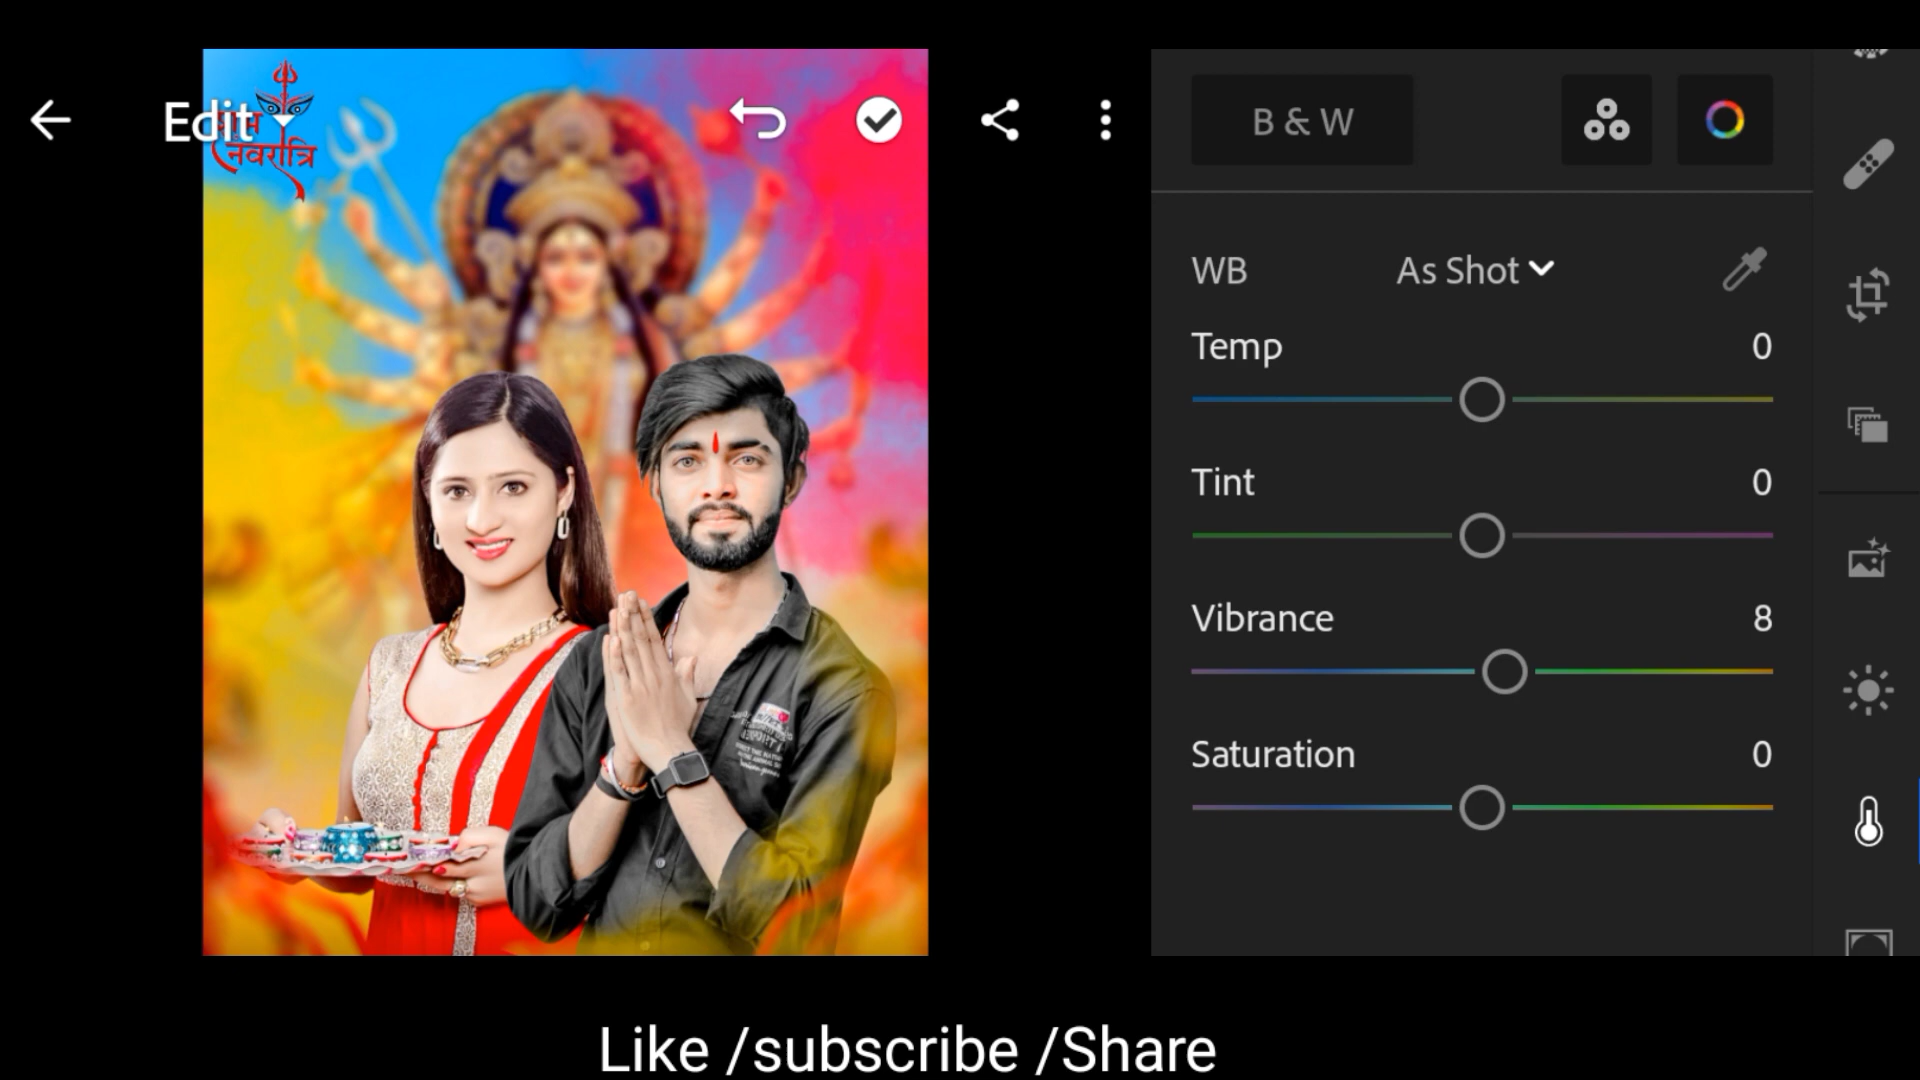 Edit
नवरात्रि
B & W
WB As Shot
Temp 0
Tint 0
Vibrance 8
Saturation 0
Like /subscribe /Share